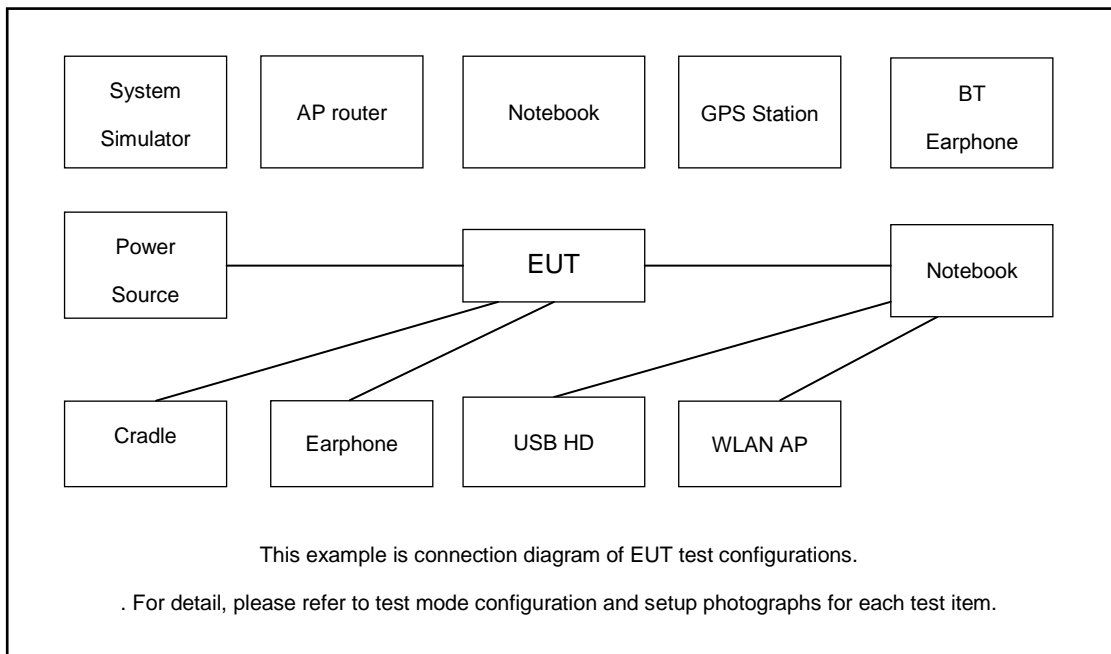 System
Simulator
AP router
Notebook
GPS Station
BT
Earphone
Power
Source
EUT
Notebook
Cradle
Earphone
USB HD
WLAN AP
This example is connection diagram of EUT test configurations.
. For detail, please refer to test mode configuration and setup photographs for each test item.